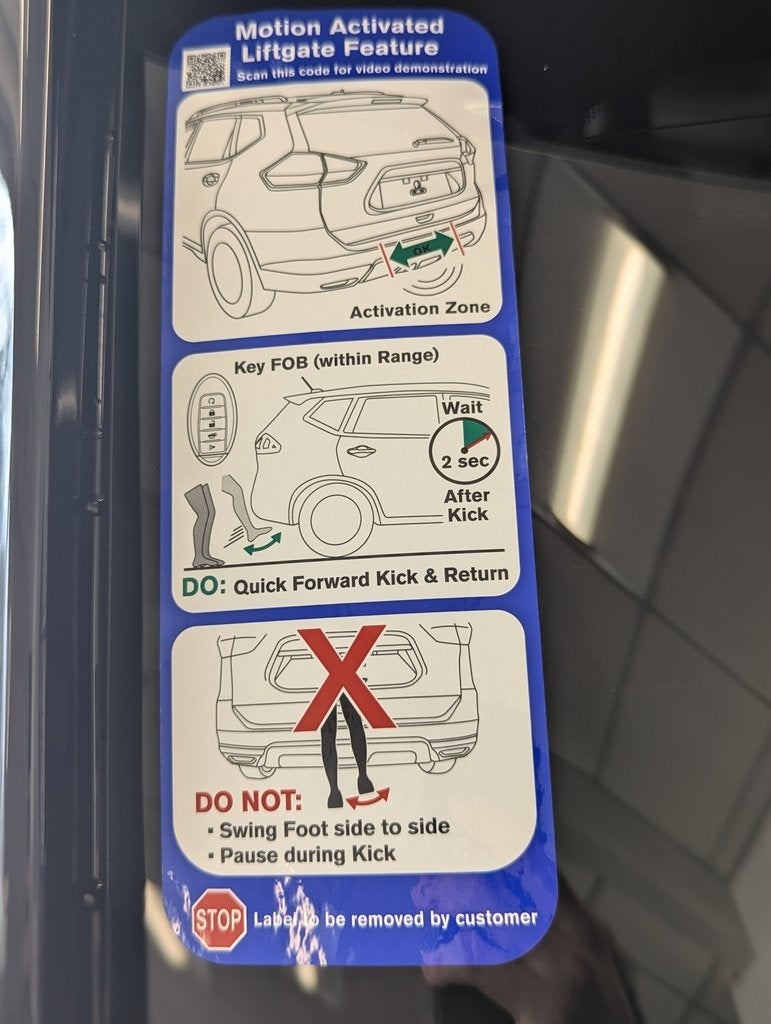 Motion Activated
Liftgate Feature
Scan this code for video demonstration
OK
Activation Zone
Key FOB (within Range)
Wait
2 sec
After
Kick
DO: Quick Forward Kick & Return
X
DO NOT:
▪ Swing Foot side to side
▪ Pause during Kick
STOP Label to be removed by customer